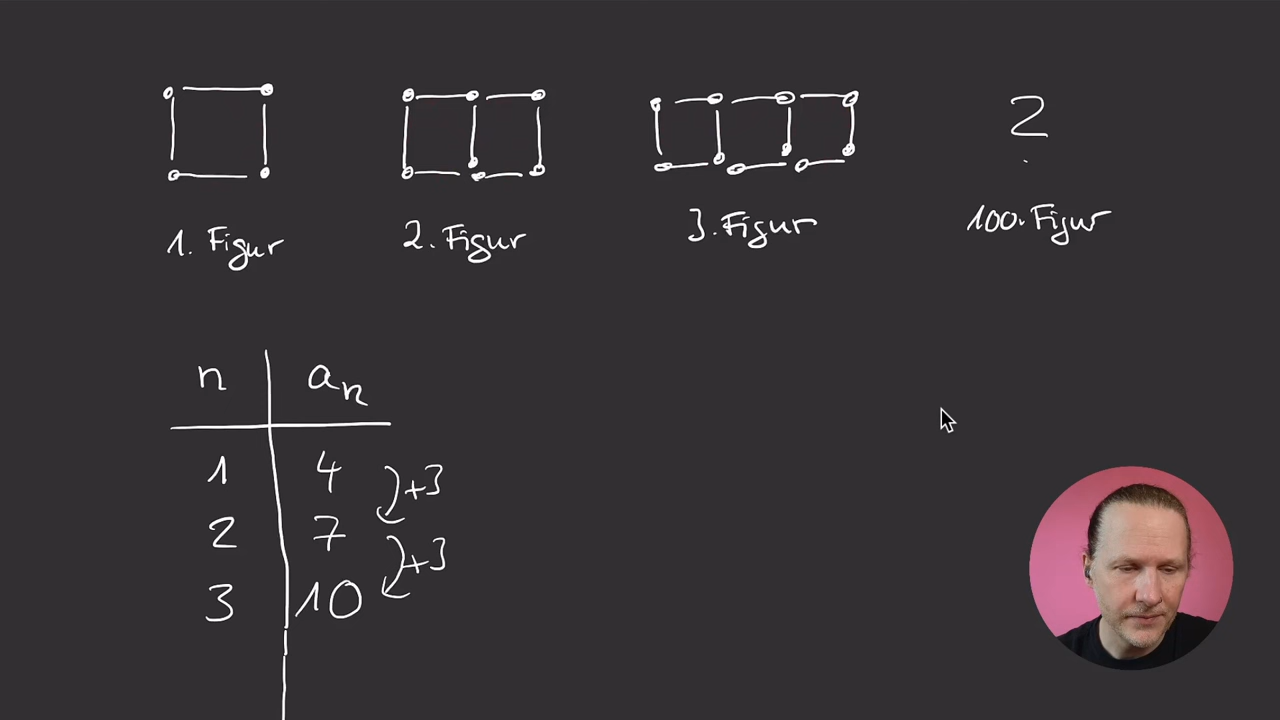 1. Figur
2. Figur
3. Figur
?
100. Figur
n an
1 4
+3
2 7
+3
3 10